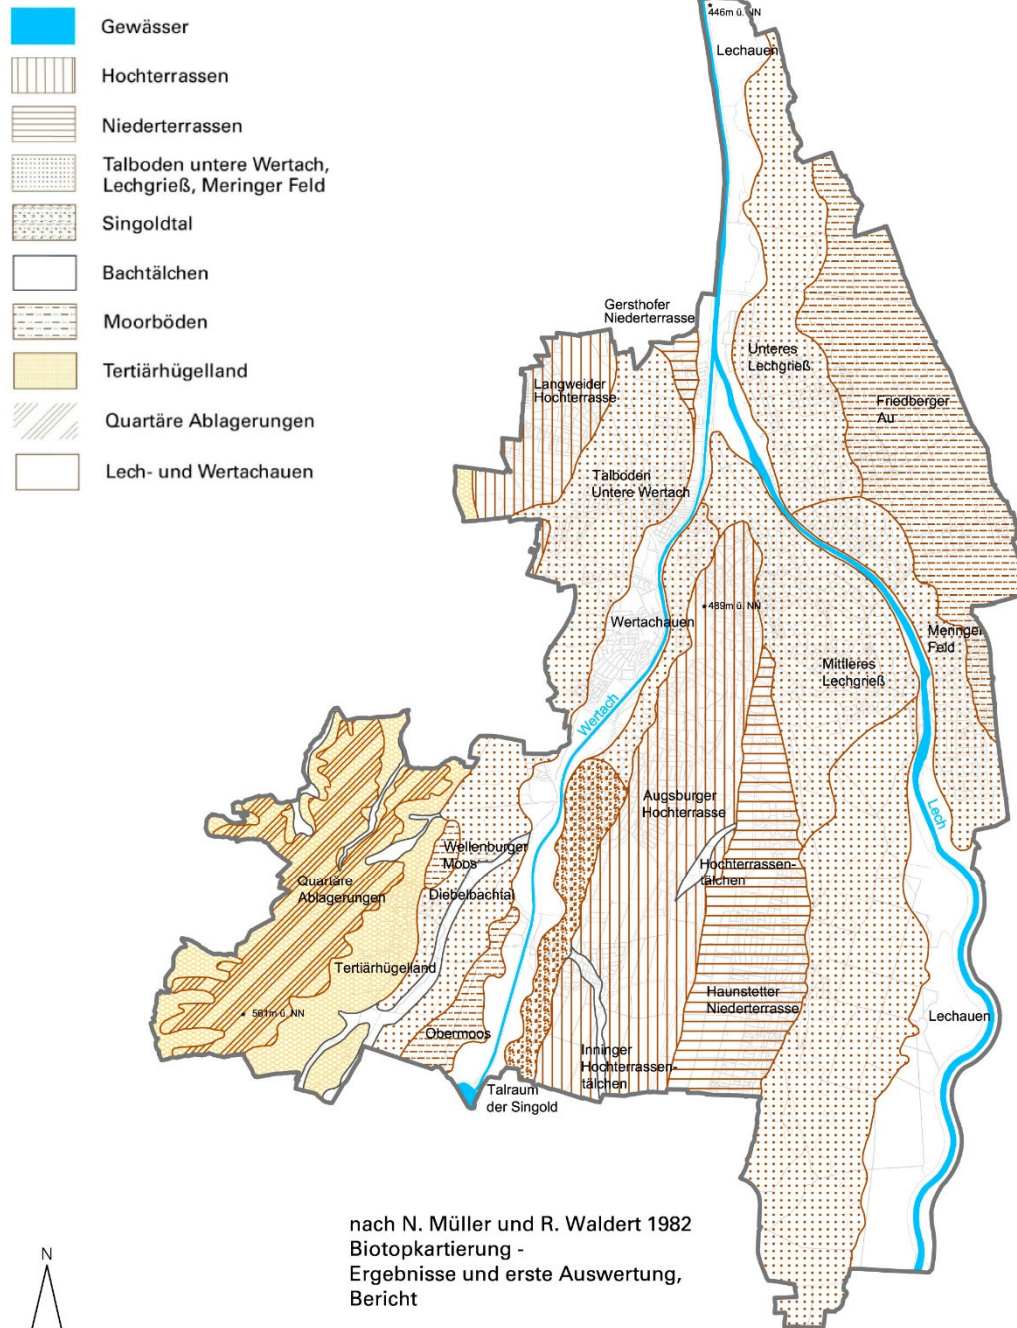 Gewässer
Hochterrassen
Niederterrassen
Talboden untere Wertach,
Lechgrieß, Meringer Feld
Singoldtal
Bachtälchen
Moorböden
Tertiärhügelland
Quartäre Ablagerungen
Lech- und Wertachauen
446m ü. NN
Lechauen
Gersthofer
Niederterrasse
Unteres
Lechgrieß
Langweider
Hochterrasse
Friedberger
Au
Talboden
Untere Wertach
489m ü. NN
Wertachauen
Meringer
Feld
Mittleres
Lechgrieß
Wertach
Augsburger
Hochterrasse
Lech
Wellenburger
Moos
Hochterrassen-
tälchen
Quartäre
Ablagerungen
Diebelbachtal
Tertiärhügelland
Haunstetter
Niederterrasse
561m ü. NN
Lechauen
Obermoos
Inninger
Hochterrassen-
tälchen
Talraum
der Singold
nach N. Müller und R. Waldert 1982
Biotopkartierung -
Ergebnisse und erste Auswertung,
Bericht
N